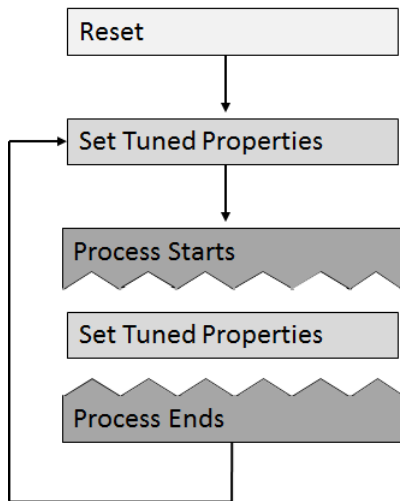 Reset
Set Tuned Properties
Process Starts
Set Tuned Properties
Process Ends